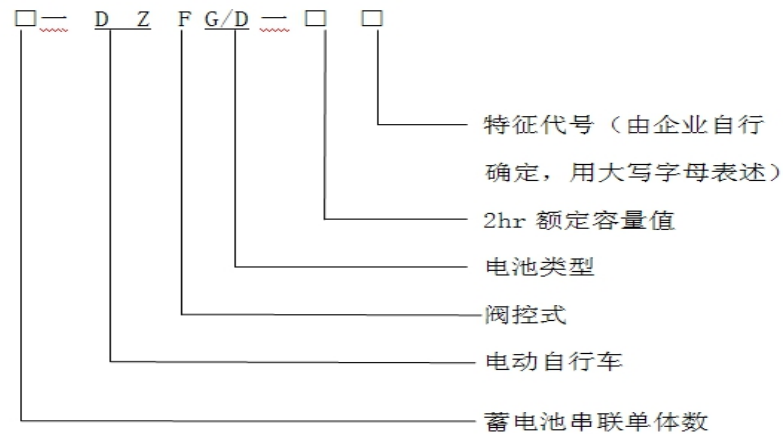 □一 D Z F G/D 一 □ □
特征代号（由企业自行
确定，用大写字母表述）
2hr 额定容量值
电池类型
阀控式
电动自行车
蓄电池串联单体数